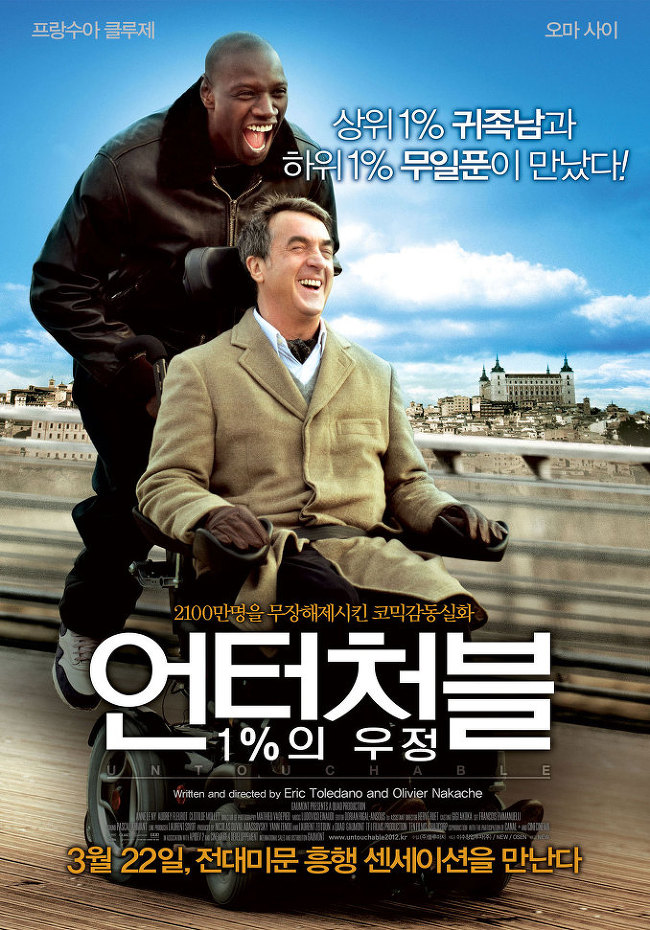 프랑수아 클루제
오마 사이
상위 1% 귀족남과
하위 1% 무일푼이 만났다!
2100만명을 무장해제시킨 코믹감동실화
언터처블
1%의 우정
UNTOUCHABLE
Written and directed by Eric Toledano and Olivier Nakache
GAUMONT PRESENTS A QUAD PRODUCTION
www.untouchable2012.kr
3월 22일, 전대미문 흥행 센세이션을 만난다